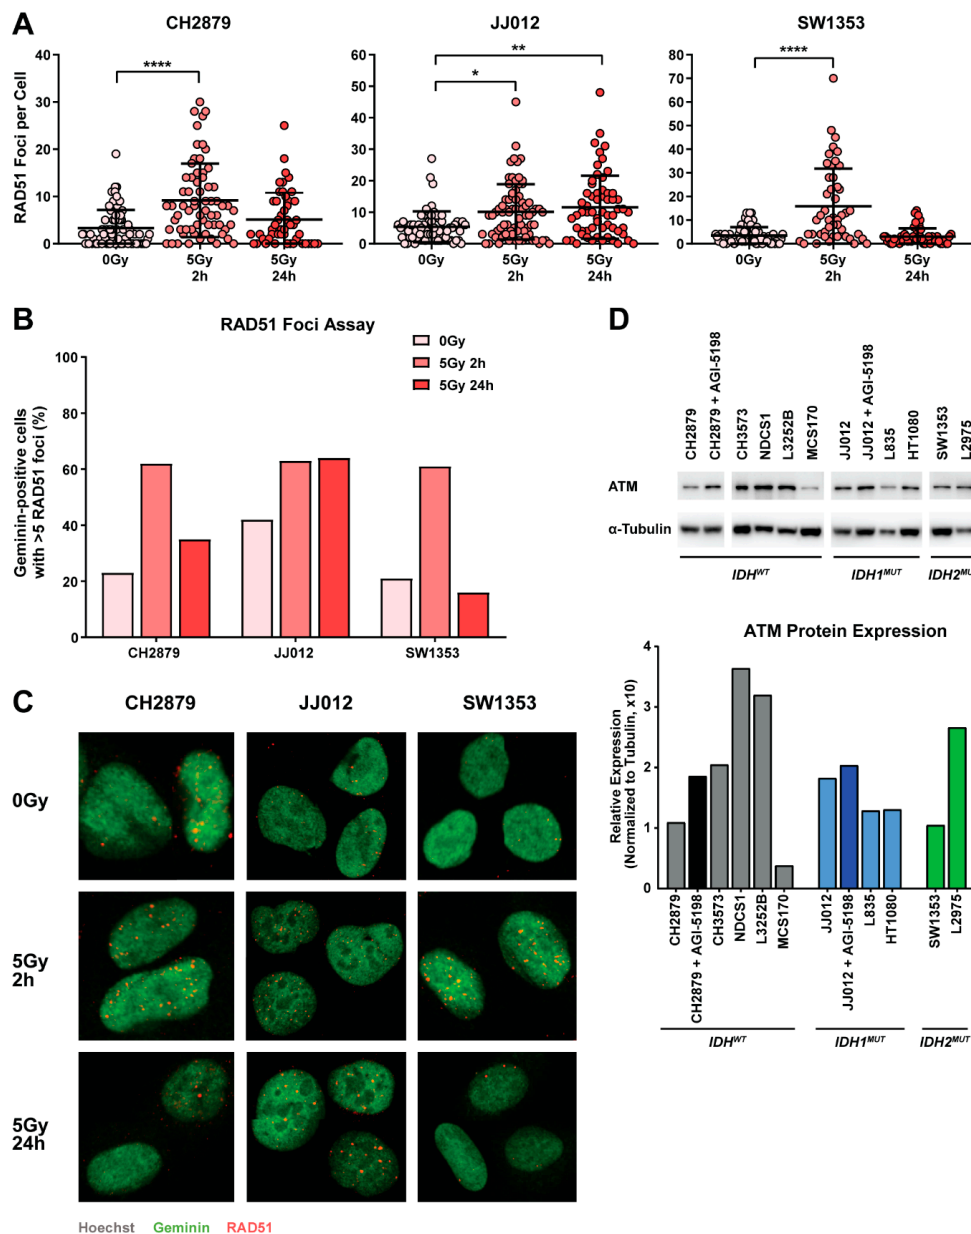 A
CH2879
JJ012
SW1353
RAD51 Foci per Cell
40
30
20
10
0
****
0Gy
5Gy
2h
5Gy
24h
60
50
40
30
20
10
0
*
**
0Gy
5Gy
2h
5Gy
24h
80
70
60
50
40
30
20
10
0
****
0Gy
5Gy
2h
5Gy
24h
B
RAD51 Foci Assay
0Gy
5Gy 2h
5Gy 24h
Geminin-positive cells
with >5 RAD51 foci (%)
100
80
60
40
20
0
CH2879
JJ012
SW1353
C
CH2879
JJ012
SW1353
0Gy
5Gy
2h
5Gy
24h
Hoechst Geminin RAD51
D
CH2879
CH2879 + AGI-5198
CH3573
NDCS1
L3252B
MCS170
JJ012
JJ012 + AGI-5198
L835
HT1080
SW1353
L2975
ATM
α-Tubulin
IDHWT
IDH1MUT
IDH2MU
ATM Protein Expression
Relative Expression
(Normalized to Tubulin, x10)
4
3
2
1
0
CH2879
CH2879 + AGI-5198
CH3573
NDCS1
L3252B
MCS170
JJ012
JJ012 + AGI-5198
L835
HT1080
SW1353
L2975
IDHWT
IDH1MUT
IDH2MUT